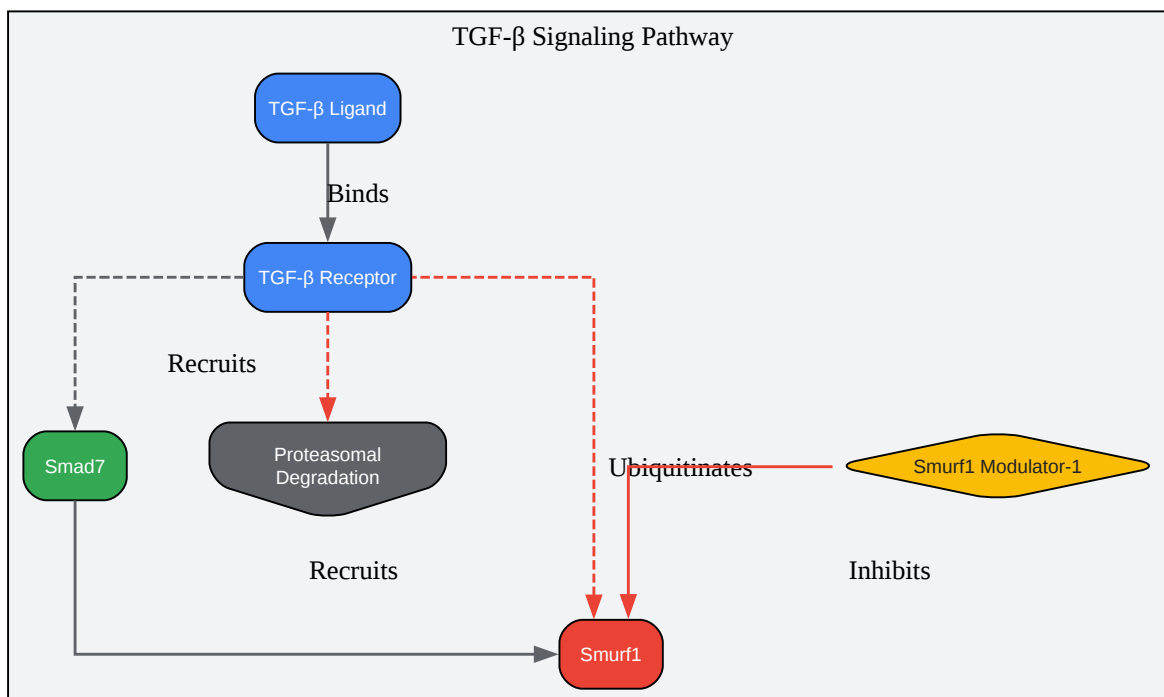 TGF-β Signaling Pathway
TGF-β Ligand
Binds
TGF-β Receptor
Recruits
Smad7
Proteasomal
Degradation
Ubiquitinates
Smurf1 Modulator-1
Recruits
Inhibits
Smurf1